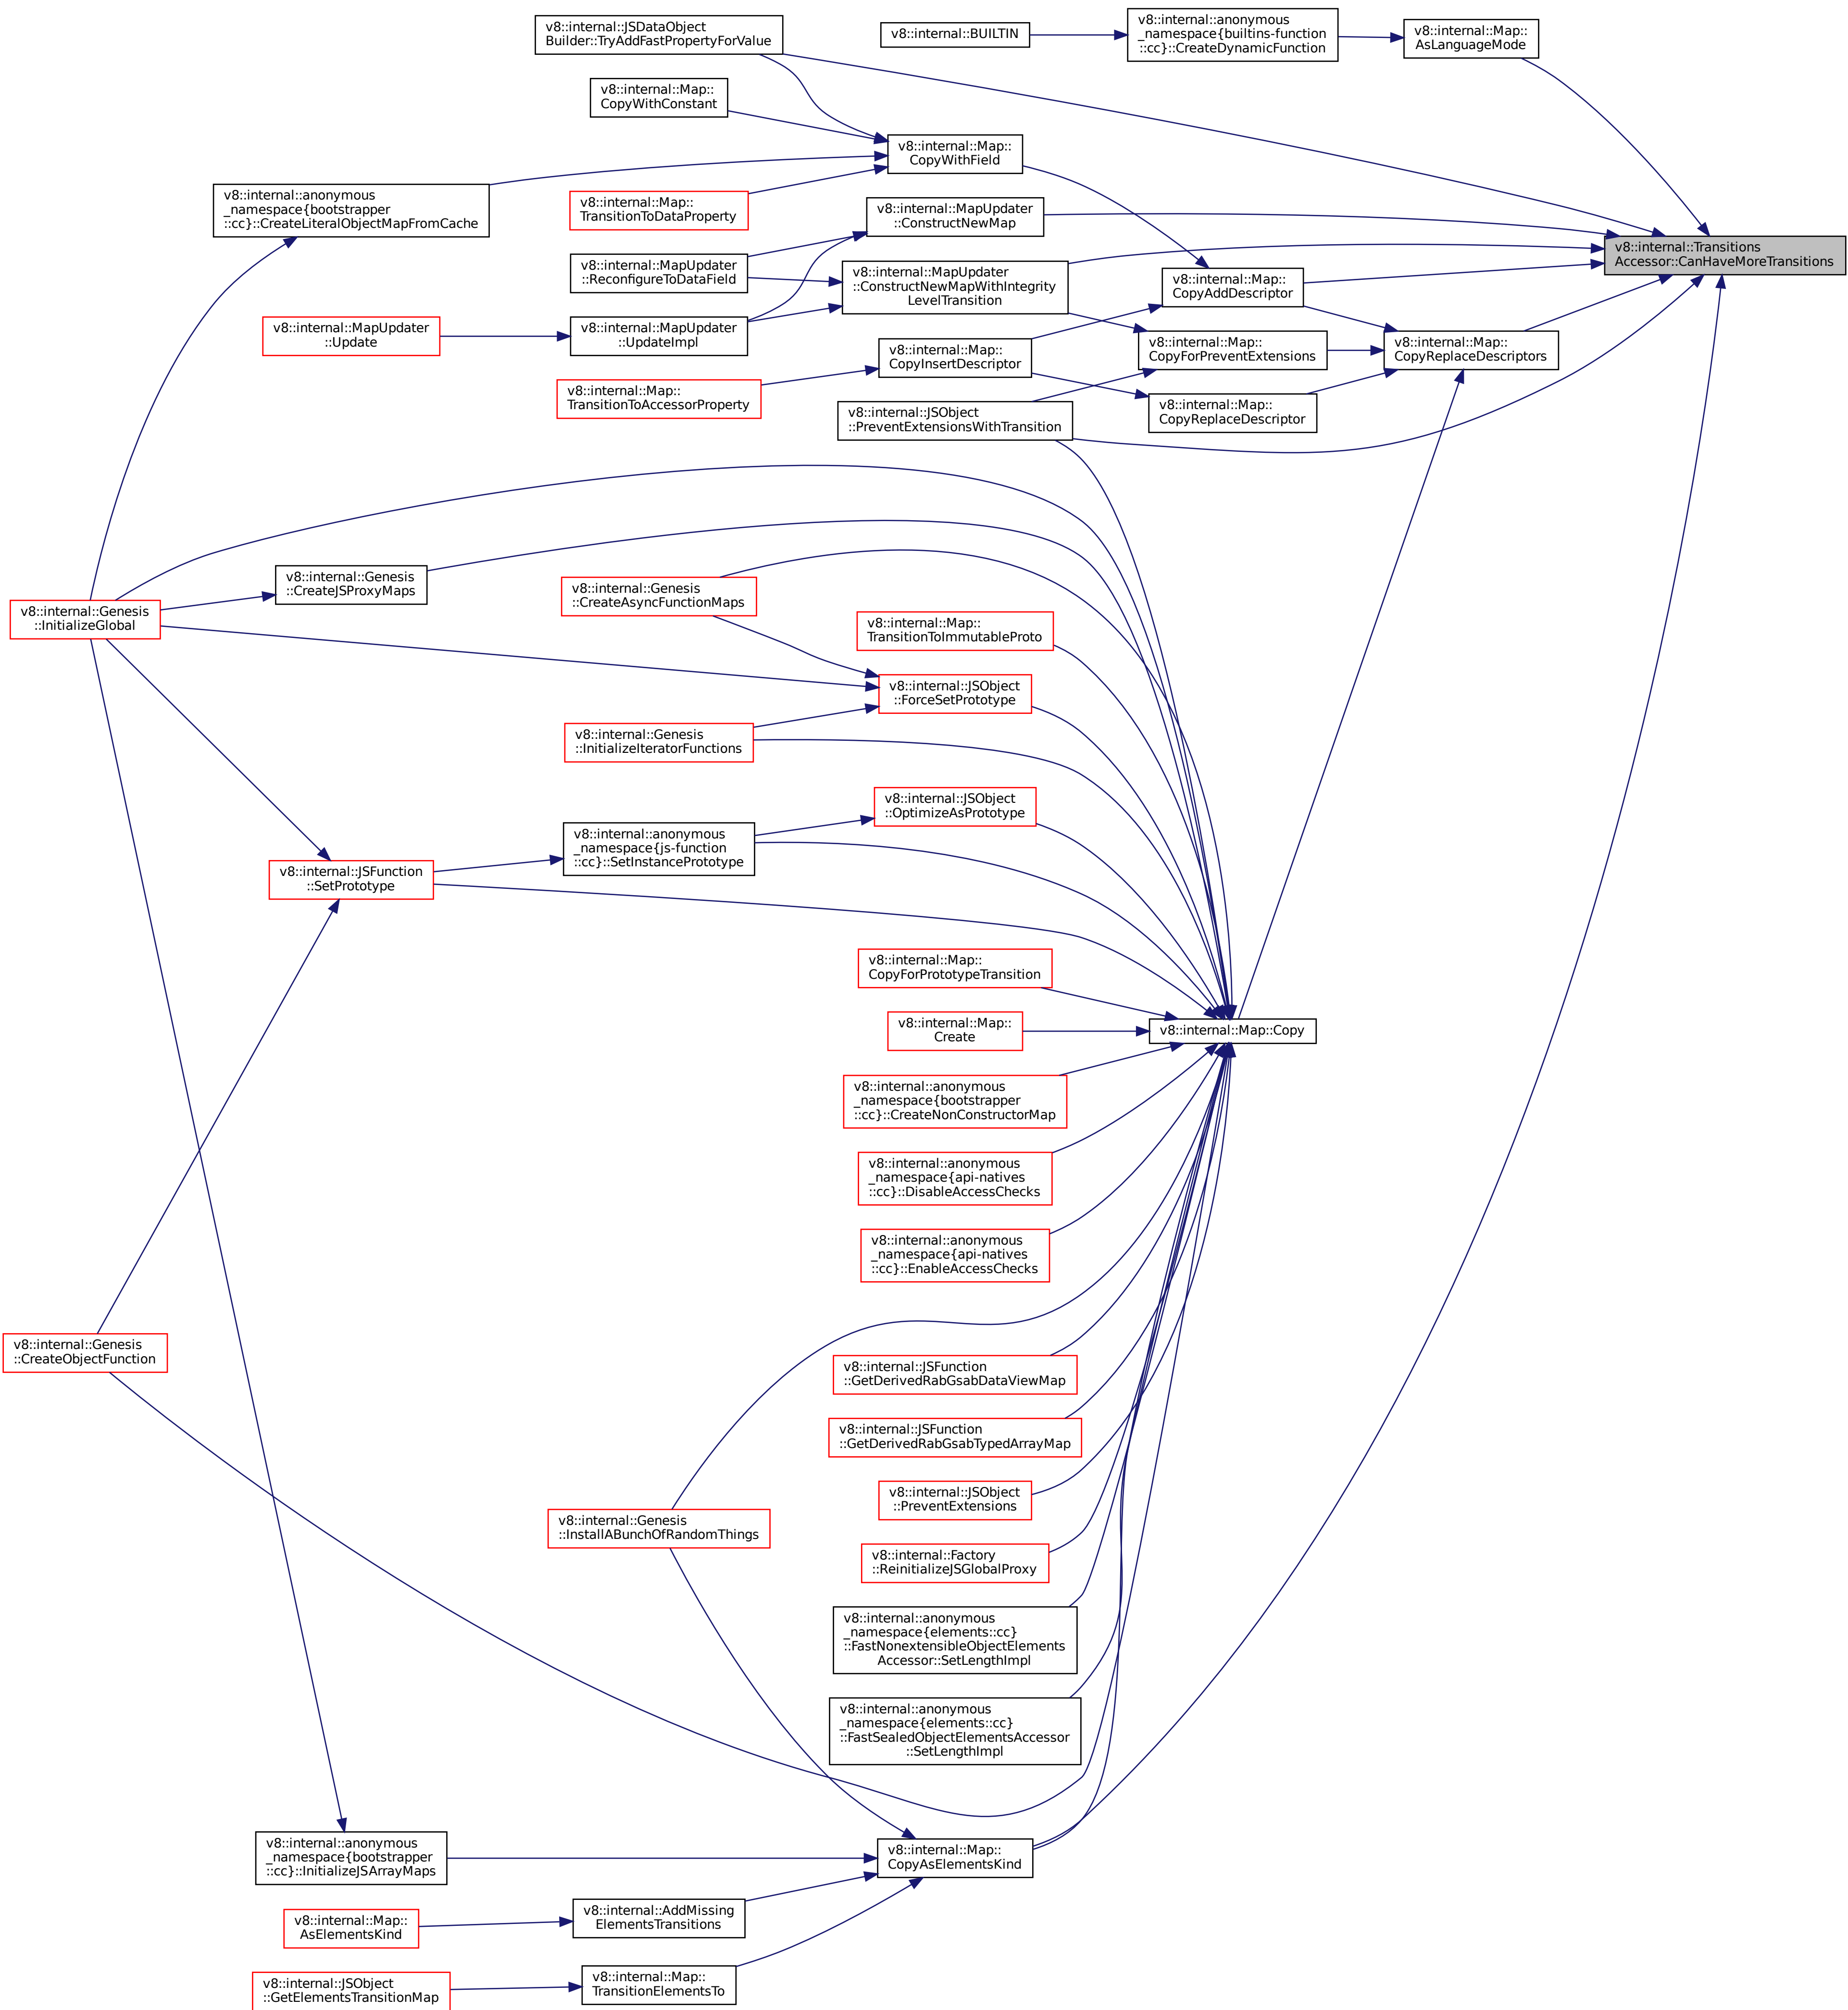 v8::internal::JSDataObject
Builder::TryAddFastPropertyForValue
v8::internal::BUILTIN
v8::internal::anonymous
_namespace{builtins-function
::cc}::CreateDynamicFunction
v8::internal::Map::
AsLanguageMode
v8::internal::Map::
CopyWithConstant
v8::internal::Map::
CopyWithField
v8::internal::anonymous
_namespace{bootstrapper
::cc}::CreateLiteralObjectMapFromCache
v8::internal::Map::
TransitionToDataProperty
v8::internal::MapUpdater
::ConstructNewMap
v8::internal::Transitions
Accessor::CanHaveMoreTransitions
v8::internal::MapUpdater
::ReconfigureToDataField
v8::internal::MapUpdater
::ConstructNewMapWithIntegrity
LevelTransition
v8::internal::Map::
CopyAddDescriptor
v8::internal::MapUpdater
::Update
v8::internal::MapUpdater
::UpdateImpl
v8::internal::Map::
CopyInsertDescriptor
v8::internal::Map::
CopyForPreventExtensions
v8::internal::Map::
CopyReplaceDescriptors
v8::internal::Map::
TransitionToAccessorProperty
v8::internal::JSObject
::PreventExtensionsWithTransition
v8::internal::Map::
CopyReplaceDescriptor
v8::internal::Genesis
::InitializeGlobal
v8::internal::Genesis
::CreateJSProxyMaps
v8::internal::Genesis
::CreateAsyncFunctionMaps
v8::internal::Map::
TransitionToImmutableProto
v8::internal::JSObject
::ForceSetPrototype
v8::internal::Genesis
::InitializeIteratorFunctions
v8::internal::JSObject
::OptimizeAsPrototype
v8::internal::anonymous
_namespace{js-function
::cc}::SetInstancePrototype
v8::internal::JSFunction
::SetPrototype
v8::internal::Map::
CopyForPrototypeTransition
v8::internal::Map::
Create
v8::internal::Map::Copy
v8::internal::anonymous
_namespace{bootstrapper
::cc}::CreateNonConstructorMap
v8::internal::anonymous
_namespace{api-natives
::cc}::DisableAccessChecks
v8::internal::anonymous
_namespace{api-natives
::cc}::EnableAccessChecks
v8::internal::Genesis
::CreateObjectFunction
v8::internal::JSFunction
::GetDerivedRabGsabDataViewMap
v8::internal::JSFunction
::GetDerivedRabGsabTypedArrayMap
v8::internal::JSObject
::PreventExtensions
v8::internal::Genesis
::InstallABunchOfRandomThings
v8::internal::Factory
::ReinitializeJSGlobalProxy
v8::internal::anonymous
_namespace{elements::cc}
::FastNonextensibleObjectElements
Accessor::SetLengthImpl
v8::internal::anonymous
_namespace{elements::cc}
::FastSealedObjectElementsAccessor
::SetLengthImpl
v8::internal::anonymous
_namespace{bootstrapper
::cc}::InitializeJSArrayMaps
v8::internal::Map::
CopyAsElementsKind
v8::internal::Map::
AsElementsKind
v8::internal::AddMissing
ElementsTransitions
v8::internal::JSObject
::GetElementsTransitionMap
v8::internal::Map::
TransitionElementsTo